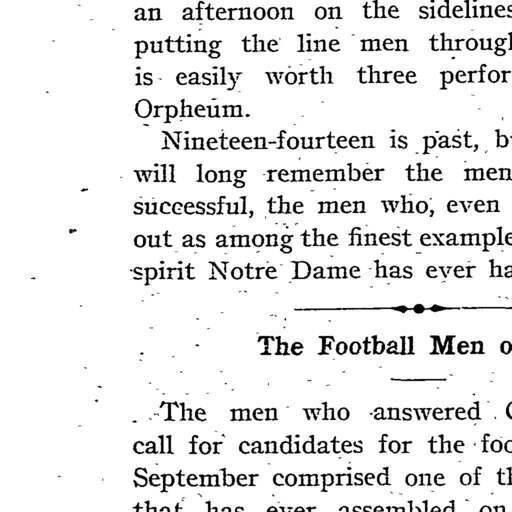 an afternoon on the sidelines
putting the line men through
is easily worth three perfor
Orpheum.
Nineteen-fourteen is past, b
will long remember the men
successful, the men who, even
out as among the finest example
spirit Notre Dame has ever ha
The Football Men o
The men who answered C
call for candidates for the foo
September comprised one of th
that has ever assembled on